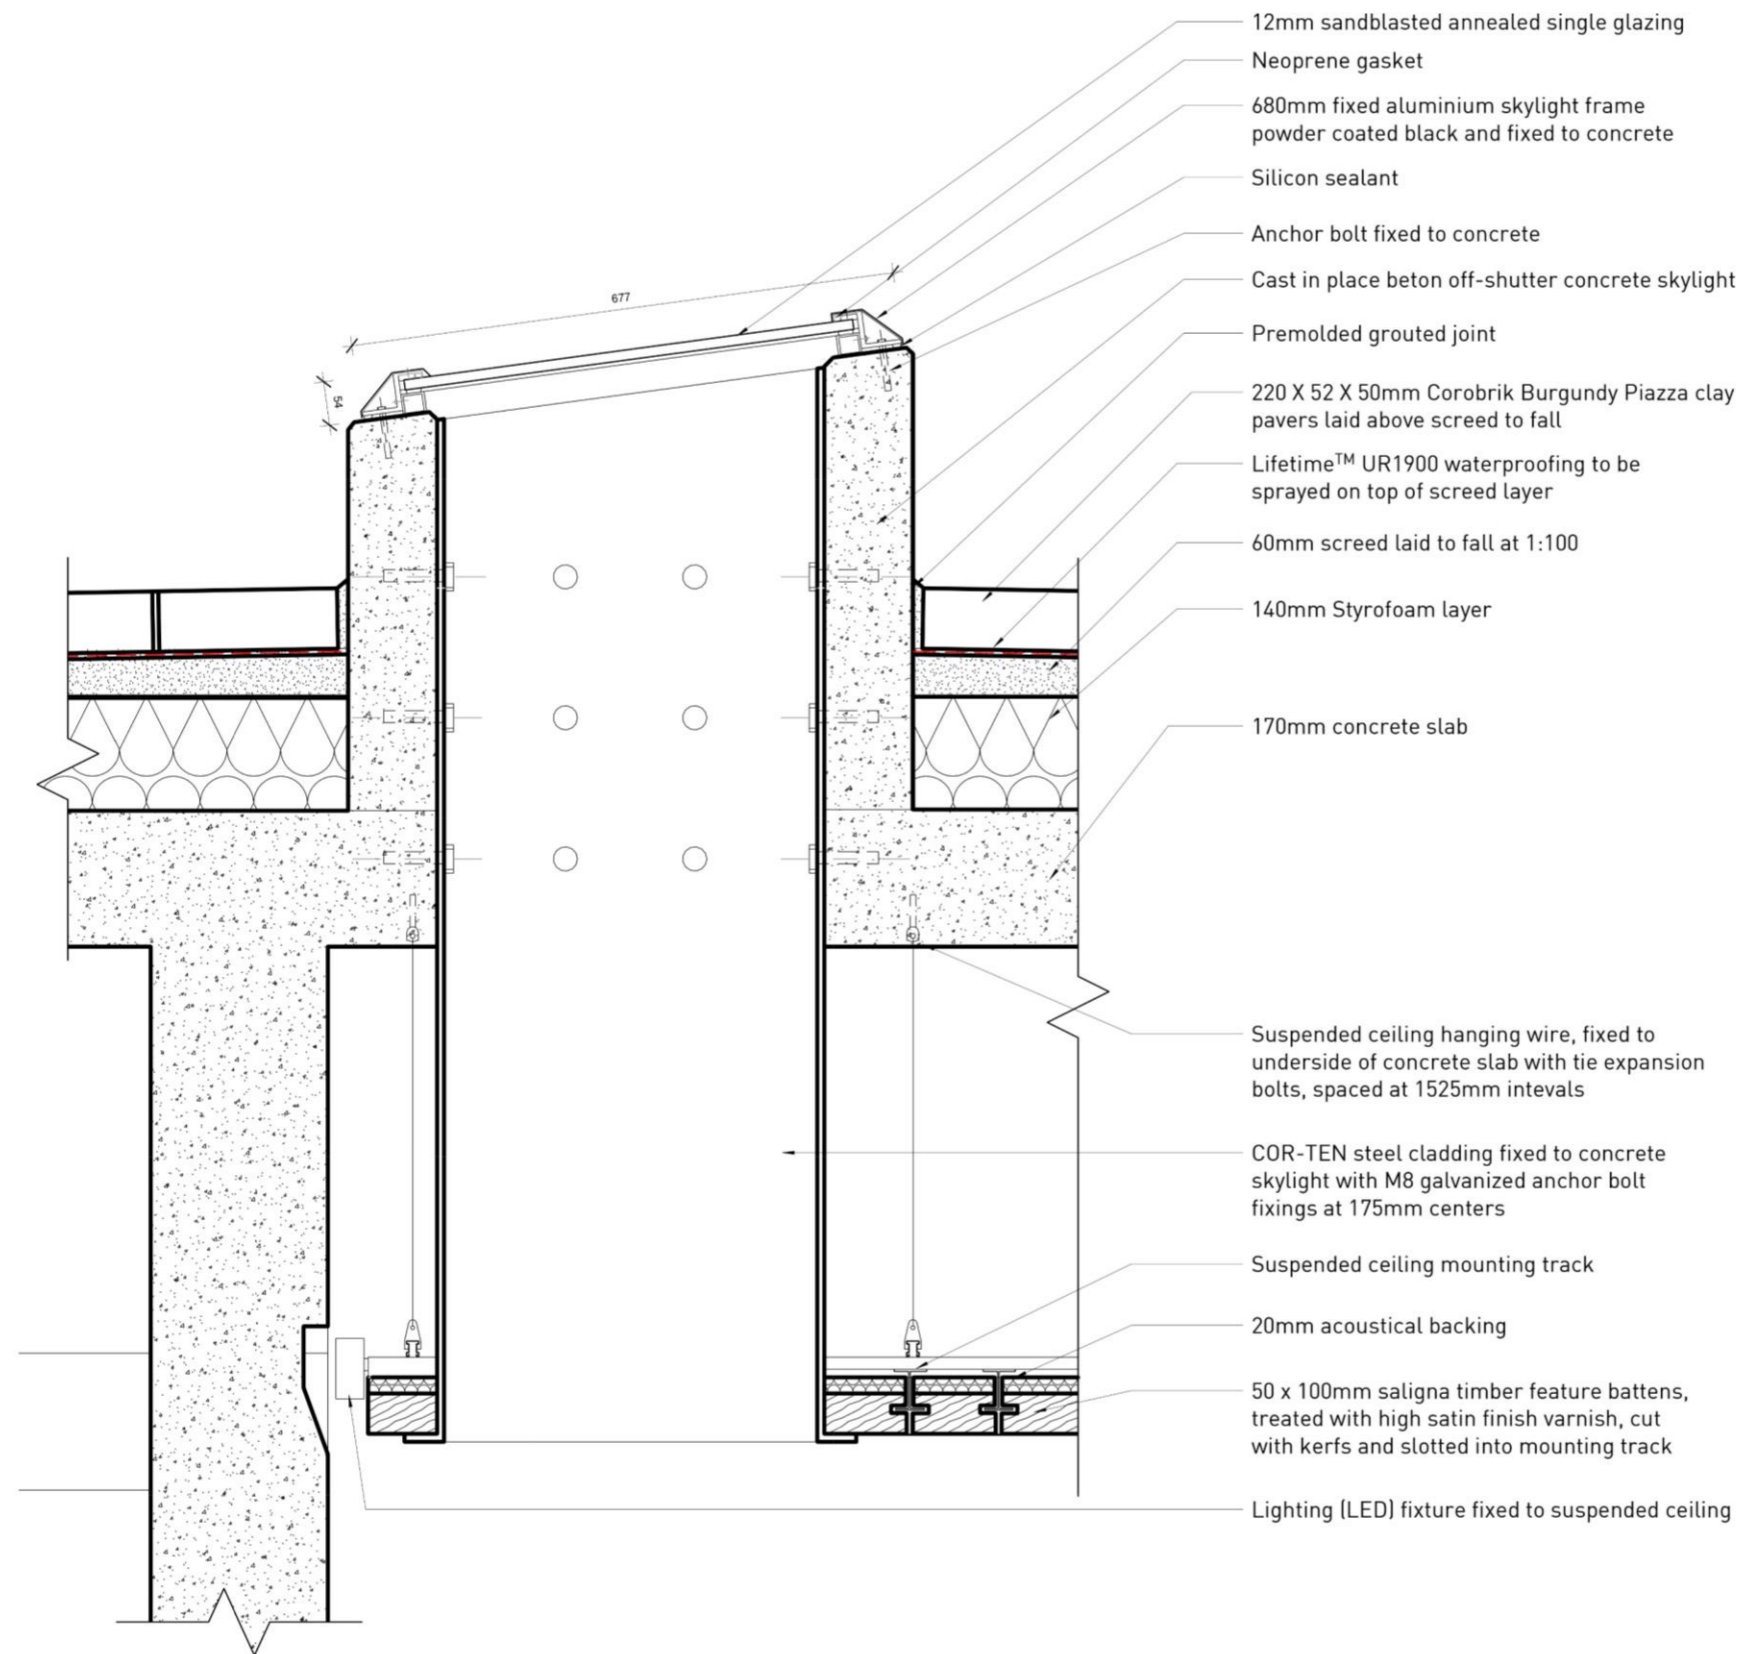 12mm sandblasted annealed single glazing
Neoprene gasket
680mm fixed aluminium skylight frame
powder coated black and fixed to concrete
Silicon sealant
Anchor bolt fixed to concrete
Cast in place beton off-shutter concrete skylight
677
Premolded grouted joint
54
220 X 52 X 50mm Corobrik Burgundy Piazza clay
pavers laid above screed to fall
Lifetime™ UR1900 waterproofing to be
sprayed on top of screed layer
60mm screed laid to fall at 1:100
140mm Styrofoam layer
170mm concrete slab
Suspended ceiling hanging wire, fixed to
underside of concrete slab with tie expansion
bolts, spaced at 1525mm intevals
COR-TEN steel cladding fixed to concrete
skylight with M8 galvanized anchor bolt
fixings at 175mm centers
Suspended ceiling mounting track
20mm acoustical backing
50 x 100mm saligna timber feature battens,
treated with high satin finish varnish, cut
with kerfs and slotted into mounting track
Lighting (LED) fixture fixed to suspended ceiling